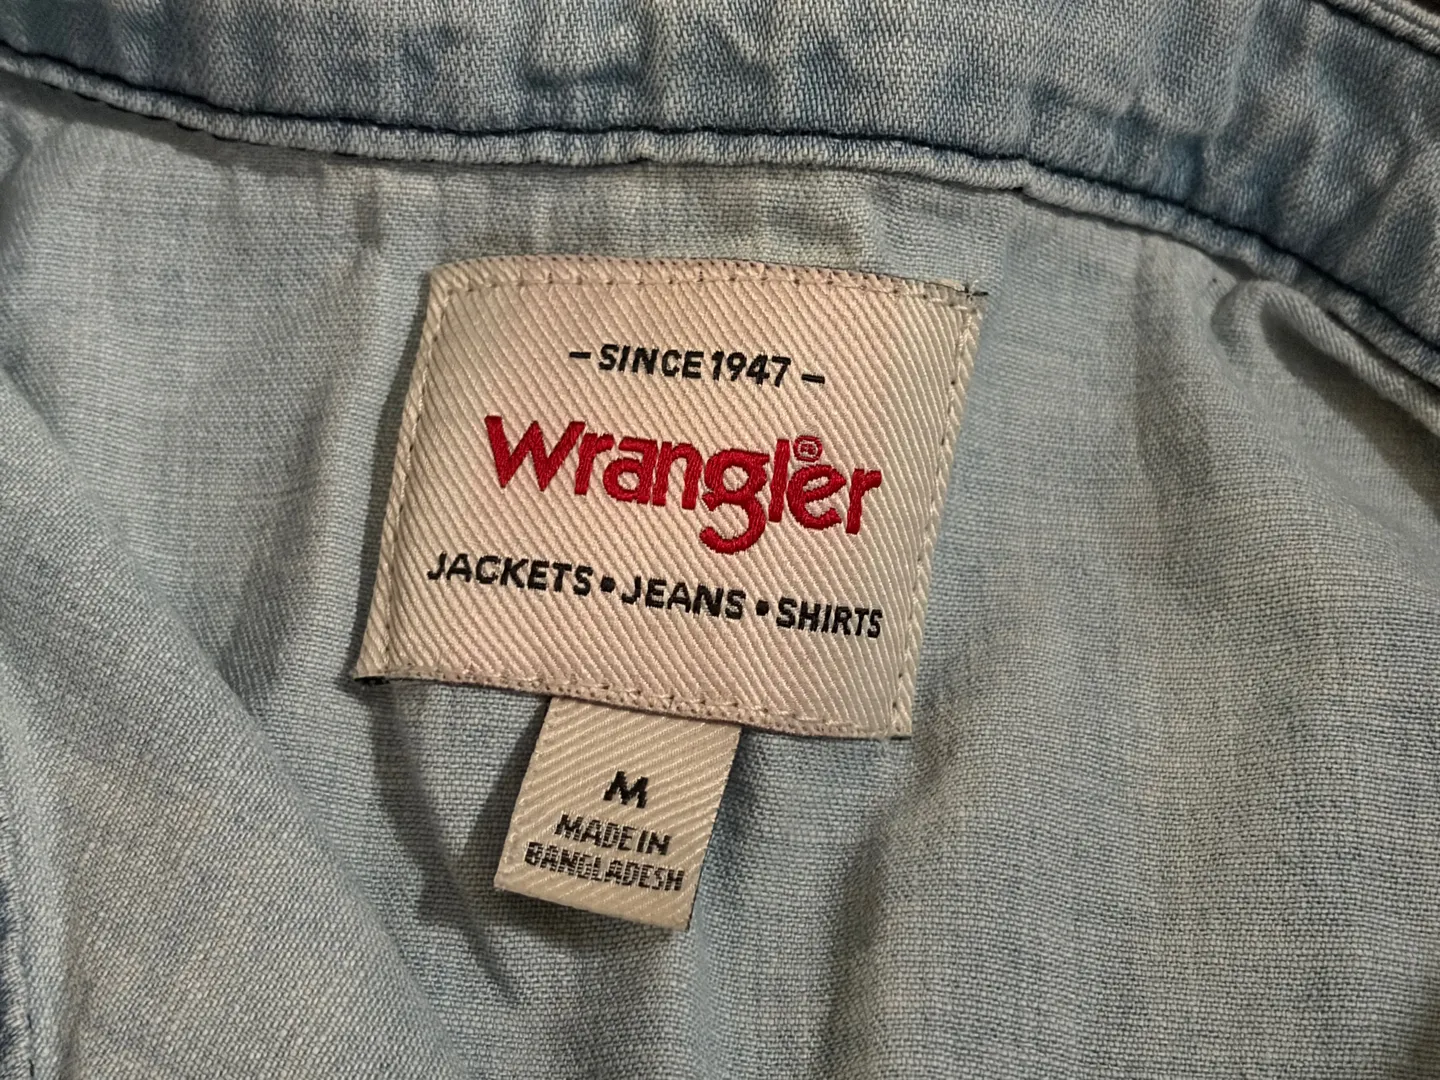 – SINCE 1947 –
Wrangler®
JACKETS • JEANS • SHIRTS
M
MADE IN
BANGLADESH